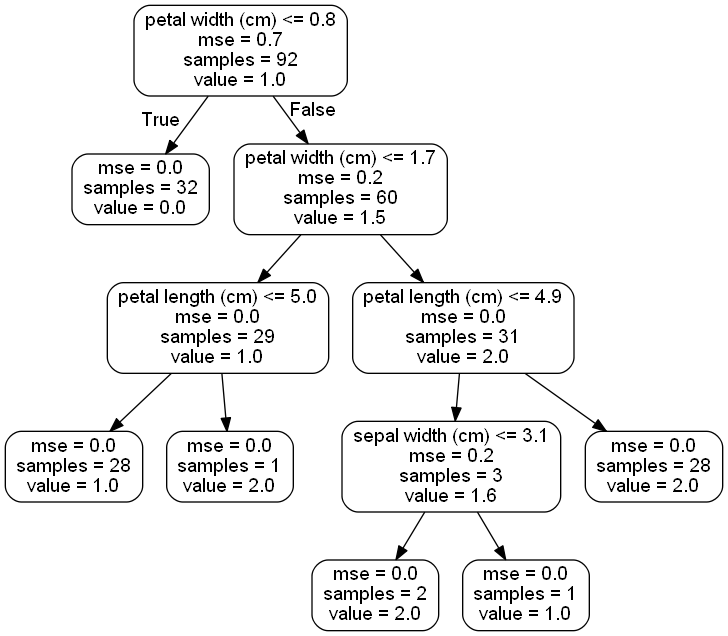 petal width (cm) <= 0.8
mse = 0.7
samples = 92
value = 1.0
True
False
mse = 0.0
samples = 32
value = 0.0
petal width (cm) <= 1.7
mse = 0.2
samples = 60
value = 1.5
petal length (cm) <= 5.0
mse = 0.0
samples = 29
value = 1.0
petal length (cm) <= 4.9
mse = 0.0
samples = 31
value = 2.0
mse = 0.0
samples = 28
value = 1.0
mse = 0.0
samples = 1
value = 2.0
sepal width (cm) <= 3.1
mse = 0.2
samples = 3
value = 1.6
mse = 0.0
samples = 28
value = 2.0
mse = 0.0
samples = 2
value = 2.0
mse = 0.0
samples = 1
value = 1.0